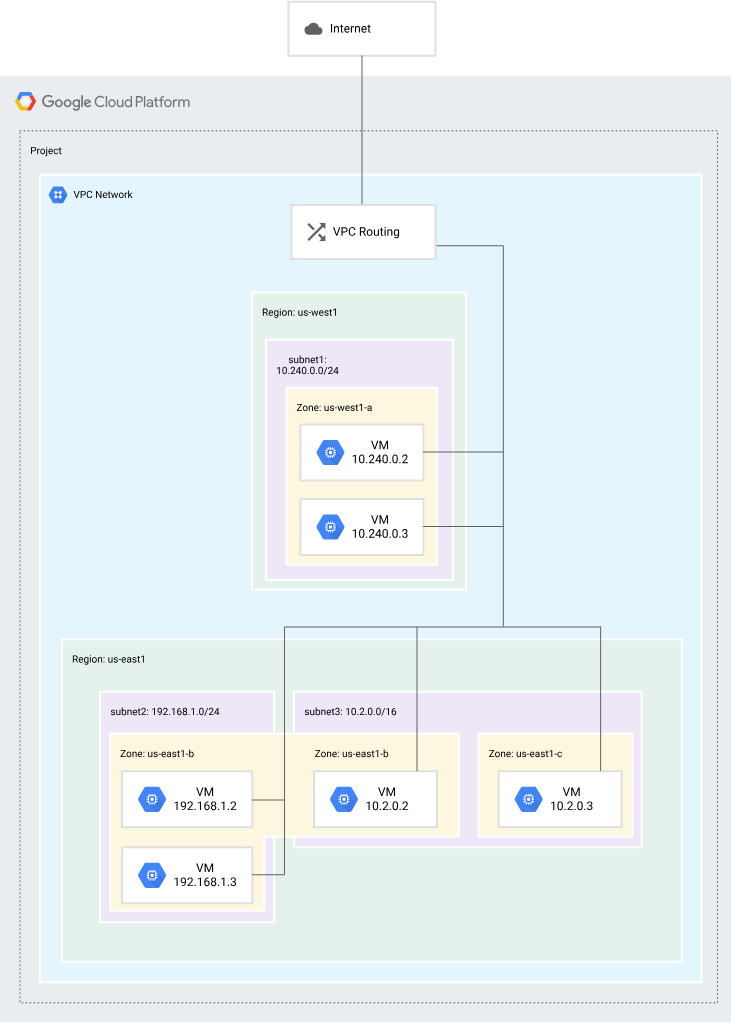 Internet
Google Cloud Platform
Project
VPC Network
VPC Routing
Region: us-west1
subnet1:
10.240.0.0/24
Zone: us-west1-a
VM
10.240.0.2
VM
10.240.0.3
Region: us-east1
subnet2: 192.168.1.0/24
subnet3: 10.2.0.0/16
Zone: us-east1-b
Zone: us-east1-b
Zone: us-east1-c
VM
192.168.1.2
VM
10.2.0.2
VM
10.2.0.3
VM
192.168.1.3